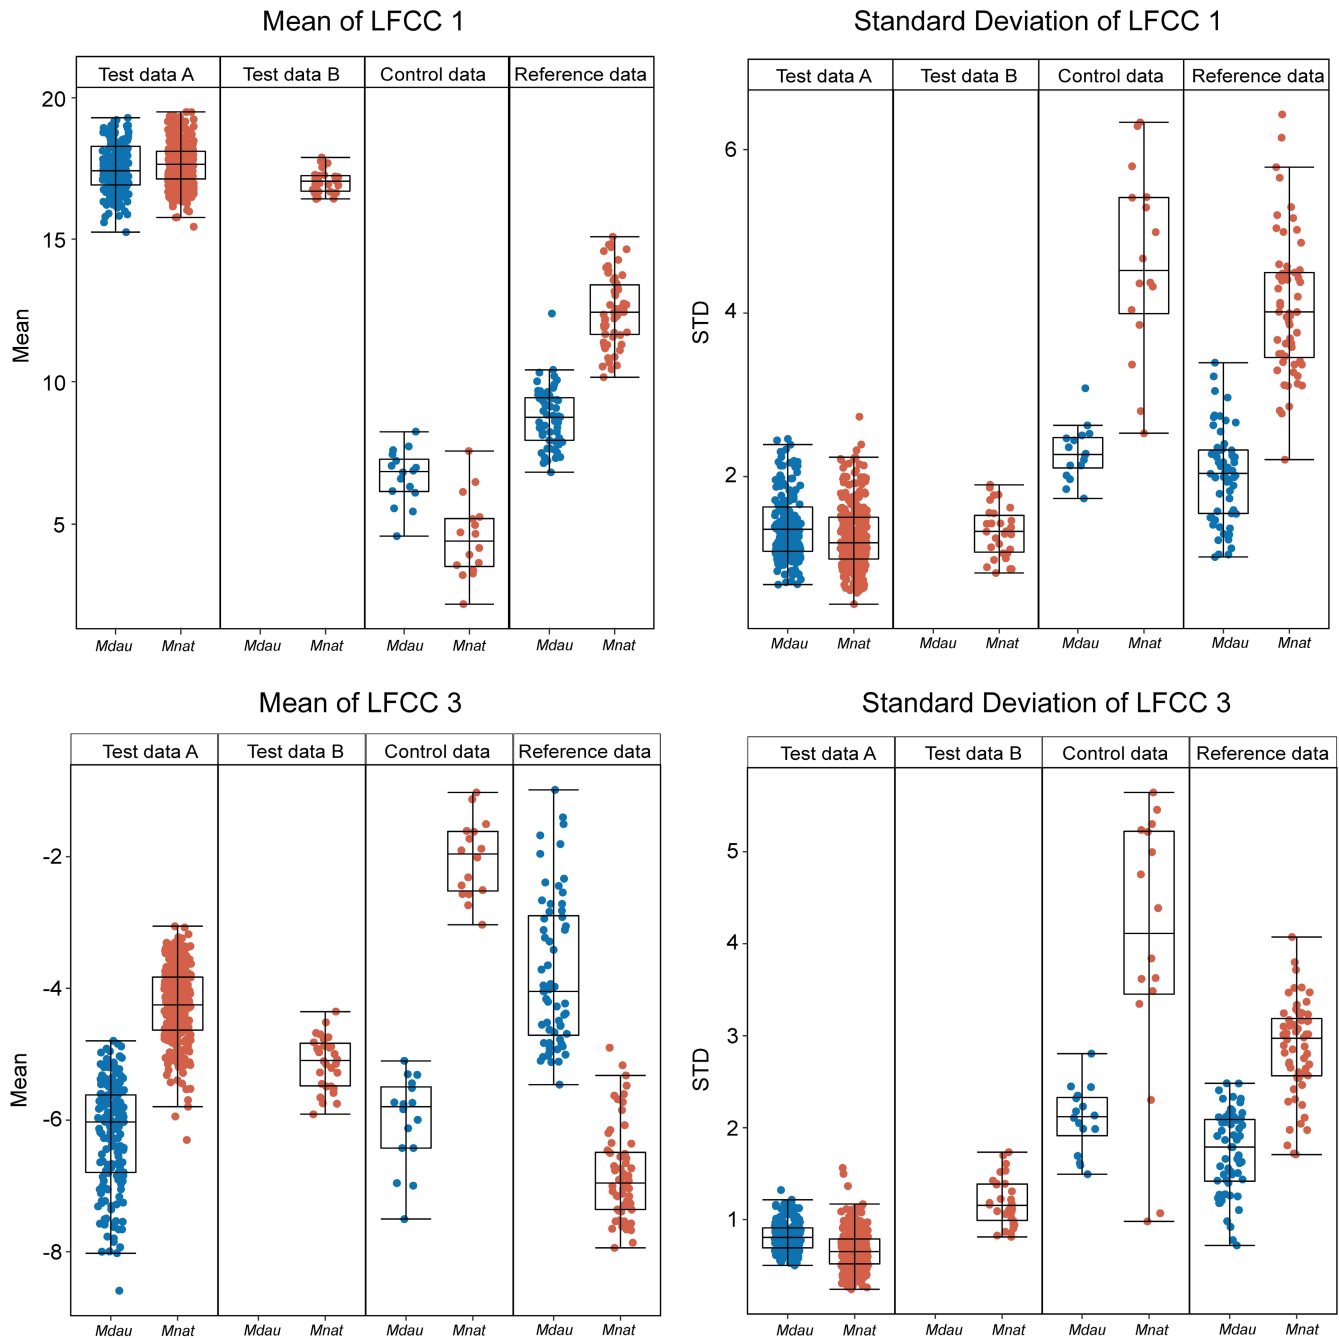 Mean of LFCC 1
Test data A Test data B Control data Reference data
20
15
10
5
Mean
Mdau Mnat Mdau Mnat Mdau Mnat Mdau Mnat
Standard Deviation of LFCC 1
Test data A Test data B Control data Reference data
6
4
2
STD
Mdau Mnat Mdau Mnat Mdau Mnat Mdau Mnat
Mean of LFCC 3
Test data A Test data B Control data Reference data
-2
-4
-6
-8
Mean
Mdau Mnat Mdau Mnat Mdau Mnat Mdau Mnat
Standard Deviation of LFCC 3
Test data A Test data B Control data Reference data
5
4
3
2
1
STD
Mdau Mnat Mdau Mnat Mdau Mnat Mdau Mnat